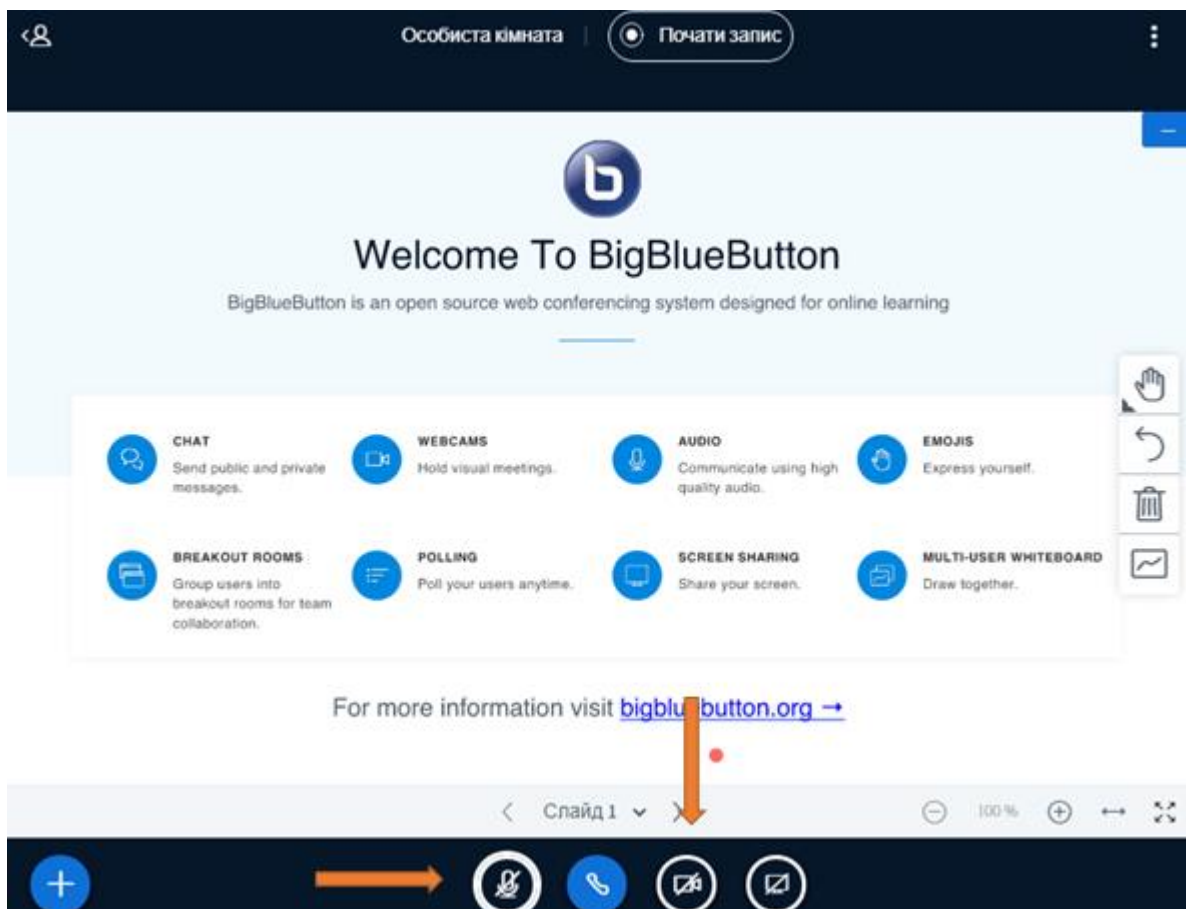 Особиста кімната
Почати запис
Welcome To BigBlueButton
BigBlueButton is an open source web conferencing system designed for online learning
CHAT
Send public and private
messages.
WEBCAMS
Hold visual meetings.
AUDIO
Communicate using high
quality audio.
EMOJIS
Express yourself.
BREAKOUT ROOMS
Group users into
breakout rooms for team
collaboration.
POLLING
Poll your users anytime.
SCREEN SHARING
Share your screen.
MULTI-USER WHITEBOARD
Draw together.
For more information visit bigbluebutton.org →
Слайд 1
100 %